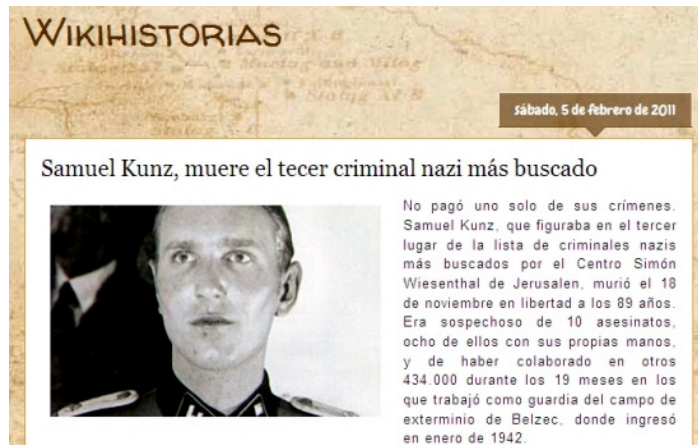 WIKIHISTORIAS
sábado, 5 de febrero de 2011
Samuel Kunz, muere el tecer criminal nazi más buscado
No pagó uno solo de sus crímenes.
Samuel Kunz, que figuraba en el tercer
lugar de la lista de criminales nazis
más buscados por el Centro Simón
Wiesenthal de Jerusalen, murió el 18
de noviembre en libertad a los 89 años.
Era sospechoso de 10 asesinatos,
ocho de ellos con sus propias manos,
y de haber colaborado en otros
434.000 durante los 19 meses en los
que trabajó como guardia del campo de
exterminio de Belzec, donde ingresó
en enero de 1942.